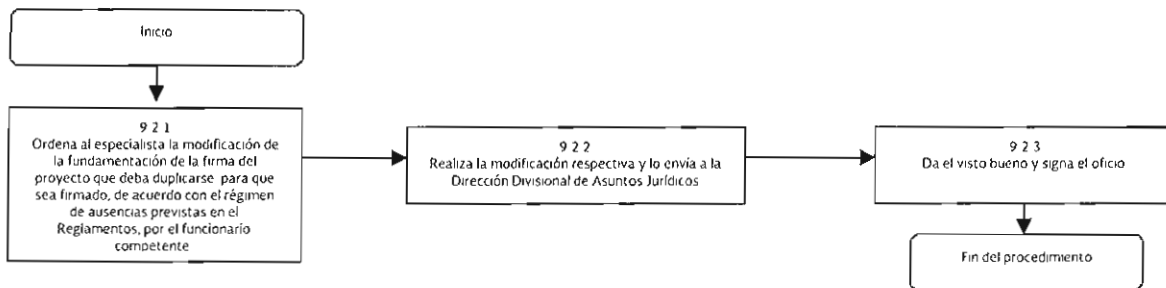 Inicio
9 2 1
Ordena al especialista la modificación de
la fundamentación de la firma del
proyecto que deba duplicarse para que
sea firmado, de acuerdo con el régimen
de ausencias previstas en el
Reglamentos, por el funcionario
competente
9 2 2
Realiza la modificación respectiva y lo envía a la
Dirección Divisional de Asuntos Jurídicos
9 2 3
Da el visto bueno y signa el oficio
Fin del procedimiento